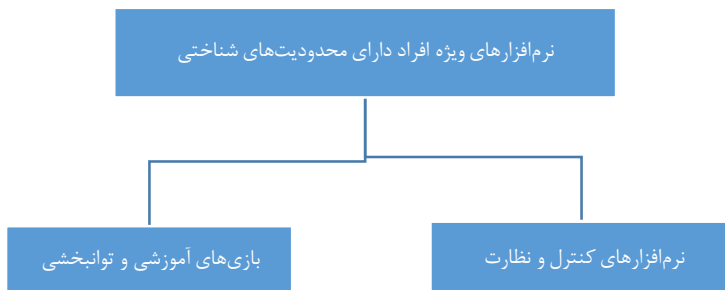 نرم‌افزارهای ویژه افراد دارای محدودیت‌های شناختی
نرم‌افزارهای کنترل و نظارت
بازی‌های آموزشی و توانبخشی